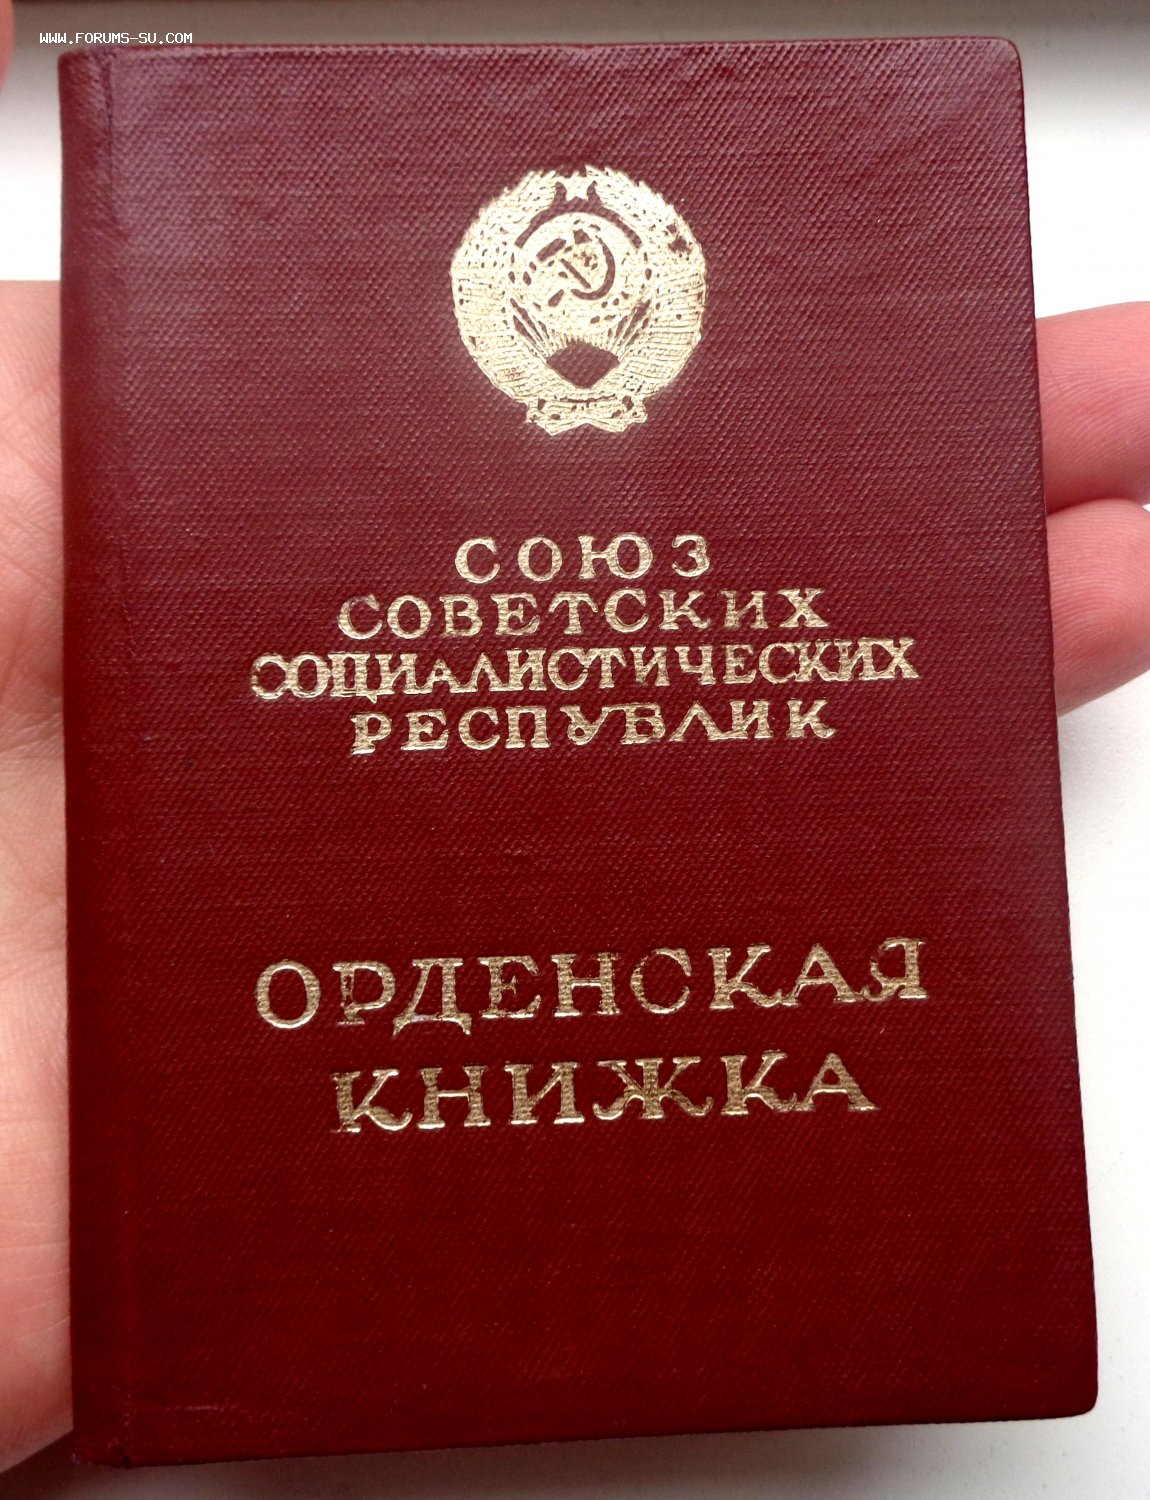 WWW.FORUMS-SU.COM
СОЮЗ
СОВЕТСКИХ
СОЦИАЛИСТИЧЕСКИХ
РЕСПУБЛИК
ОРДЕНСКАЯ
КНИЖКА